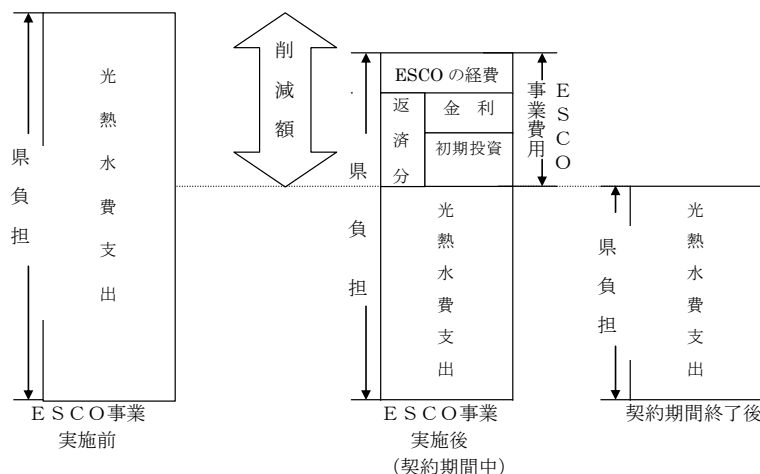 県負担
光熱水費支出
ESCO事業
実施前
削減額
県負担
ESCOの経費
返済分
金利
初期投資
ESCO
事業費用
光熱水費支出
ESCO事業
実施後
(契約期間中)
県負担
光熱水費支出
契約期間終了後